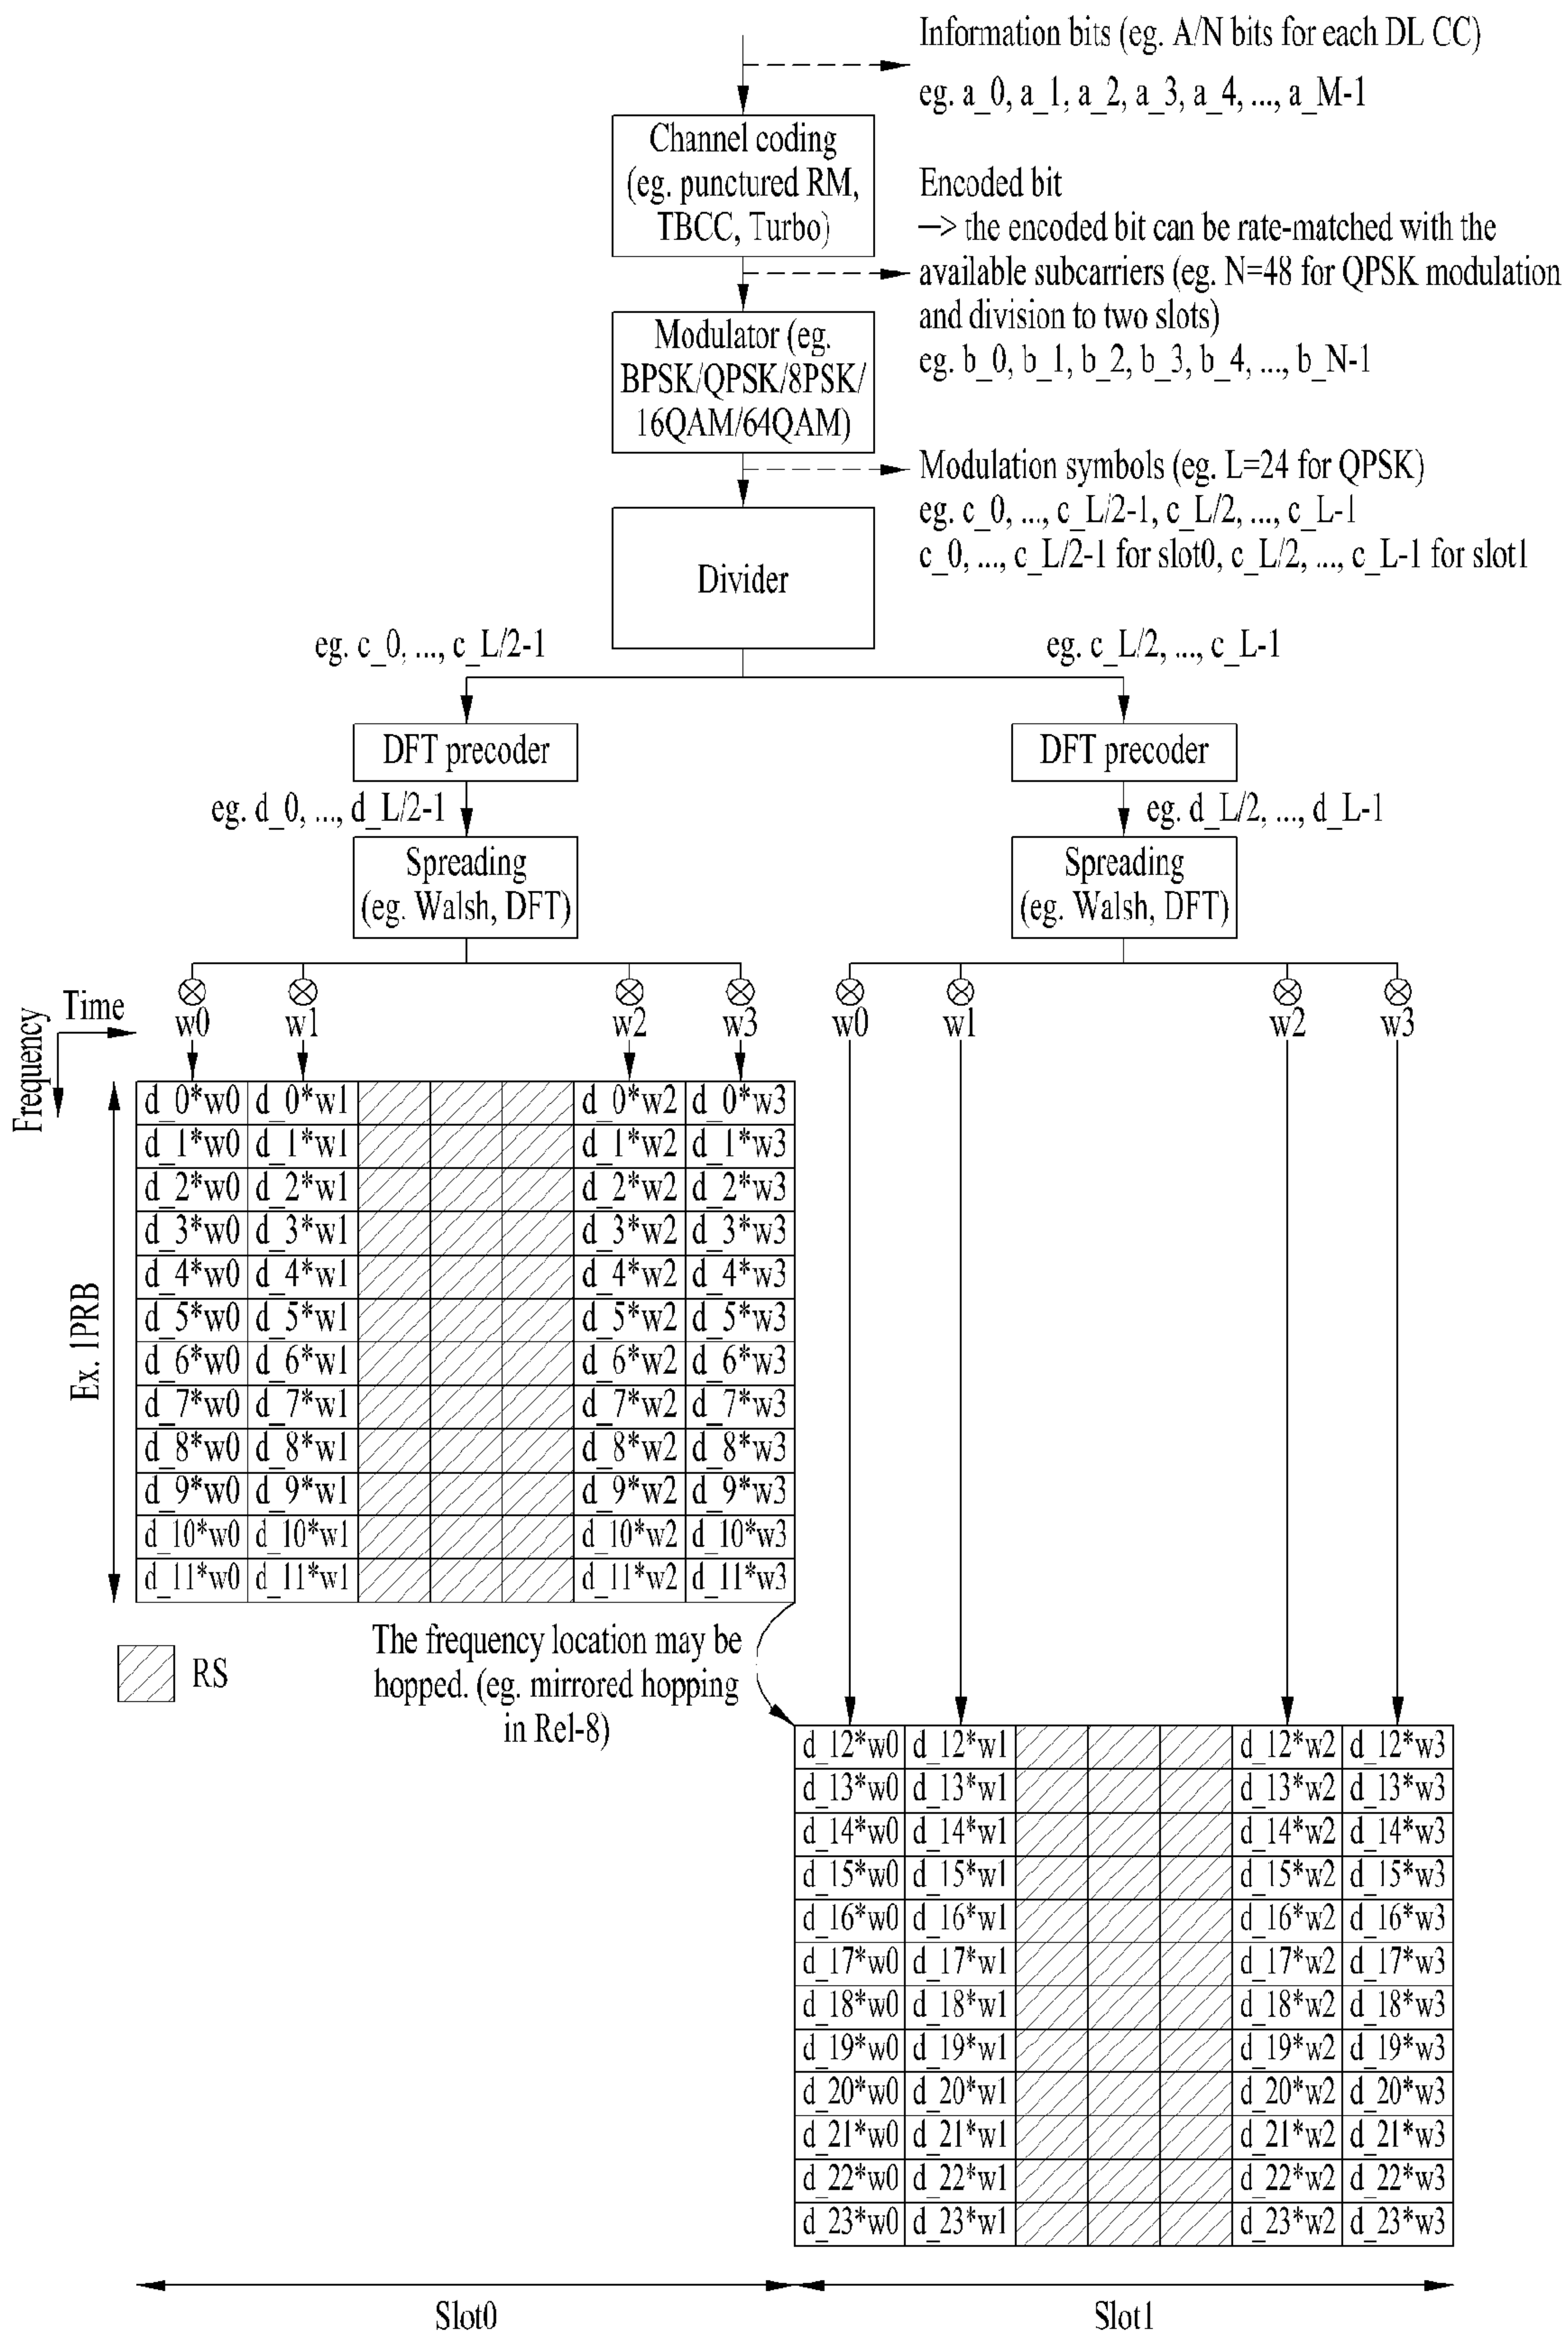 Information bits (eg. A/N bits for each DL CC)
eg. a_0, a_1, a_2, a_3, a_4, ..., a_M-1
Channel coding
(eg. punctured RM,
TBCC, Turbo)
Encoded bit
–> the encoded bit can be rate-matched with the
available subcarriers (eg. N=48 for QPSK modulation
and division to two slots)
eg. b_0, b_1, b_2, b_3, b_4, ..., b_N-1
Modulator (eg.
BPSK/QPSK/8PSK/
16QAM/64QAM)
Modulation symbols (eg. L=24 for QPSK)
eg. c_0, ..., c_L/2-1, c_L/2, ..., c_L-1
c_0, ..., c_L/2-1 for slot0, c_L/2, ..., c_L-1 for slot1
Divider
eg. c_0, ..., c_L/2-1
eg. c_L/2, ..., c_L-1
DFT precoder
DFT precoder
eg. d_0, ..., d_L/2-1
eg. d_L/2, ..., d_L-1
Spreading
(eg. Walsh, DFT)
Spreading
(eg. Walsh, DFT)
Time
Frequency
w0 w1 w2 w3
w0 w1 w2 w3
Ex. 1PRB
d_0*w0 d_0*w1 d_0*w2 d_0*w3
d_1*w0 d_1*w1 d_1*w2 d_1*w3
d_2*w0 d_2*w1 d_2*w2 d_2*w3
d_3*w0 d_3*w1 d_3*w2 d_3*w3
d_4*w0 d_4*w1 d_4*w2 d_4*w3
d_5*w0 d_5*w1 d_5*w2 d_5*w3
d_6*w0 d_6*w1 d_6*w2 d_6*w3
d_7*w0 d_7*w1 d_7*w2 d_7*w3
d_8*w0 d_8*w1 d_8*w2 d_8*w3
d_9*w0 d_9*w1 d_9*w2 d_9*w3
d_10*w0 d_10*w1 d_10*w2 d_10*w3
d_11*w0 d_11*w1 d_11*w2 d_11*w3
RS
The frequency location may be
hopped. (eg. mirrored hopping
in Rel-8)
d_12*w0 d_12*w1 d_12*w2 d_12*w3
d_13*w0 d_13*w1 d_13*w2 d_13*w3
d_14*w0 d_14*w1 d_14*w2 d_14*w3
d_15*w0 d_15*w1 d_15*w2 d_15*w3
d_16*w0 d_16*w1 d_16*w2 d_16*w3
d_17*w0 d_17*w1 d_17*w2 d_17*w3
d_18*w0 d_18*w1 d_18*w2 d_18*w3
d_19*w0 d_19*w1 d_19*w2 d_19*w3
d_20*w0 d_20*w1 d_20*w2 d_20*w3
d_21*w0 d_21*w1 d_21*w2 d_21*w3
d_22*w0 d_22*w1 d_22*w2 d_22*w3
d_23*w0 d_23*w1 d_23*w2 d_23*w3
Slot0
Slot1